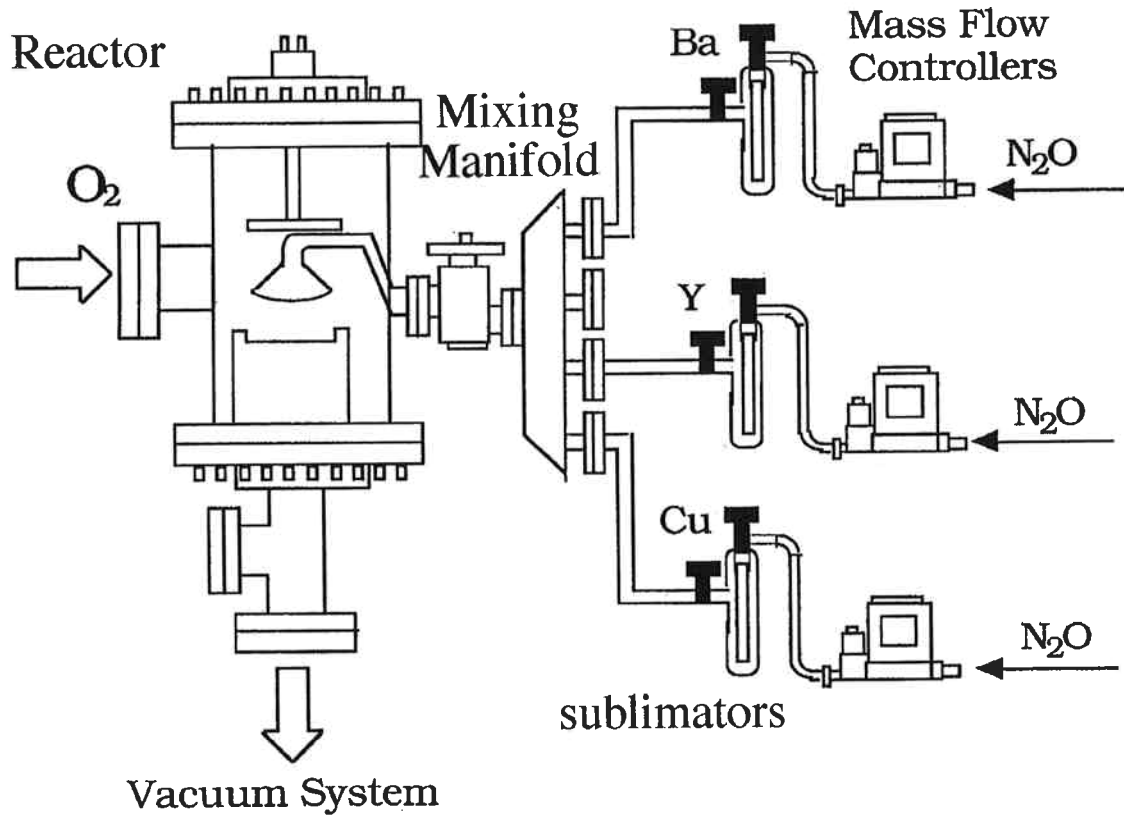 Reactor
O₂
Mixing
Manifold
Ba
Mass Flow
Controllers
N₂O
Y
N₂O
Cu
N₂O
sublimators
Vacuum System